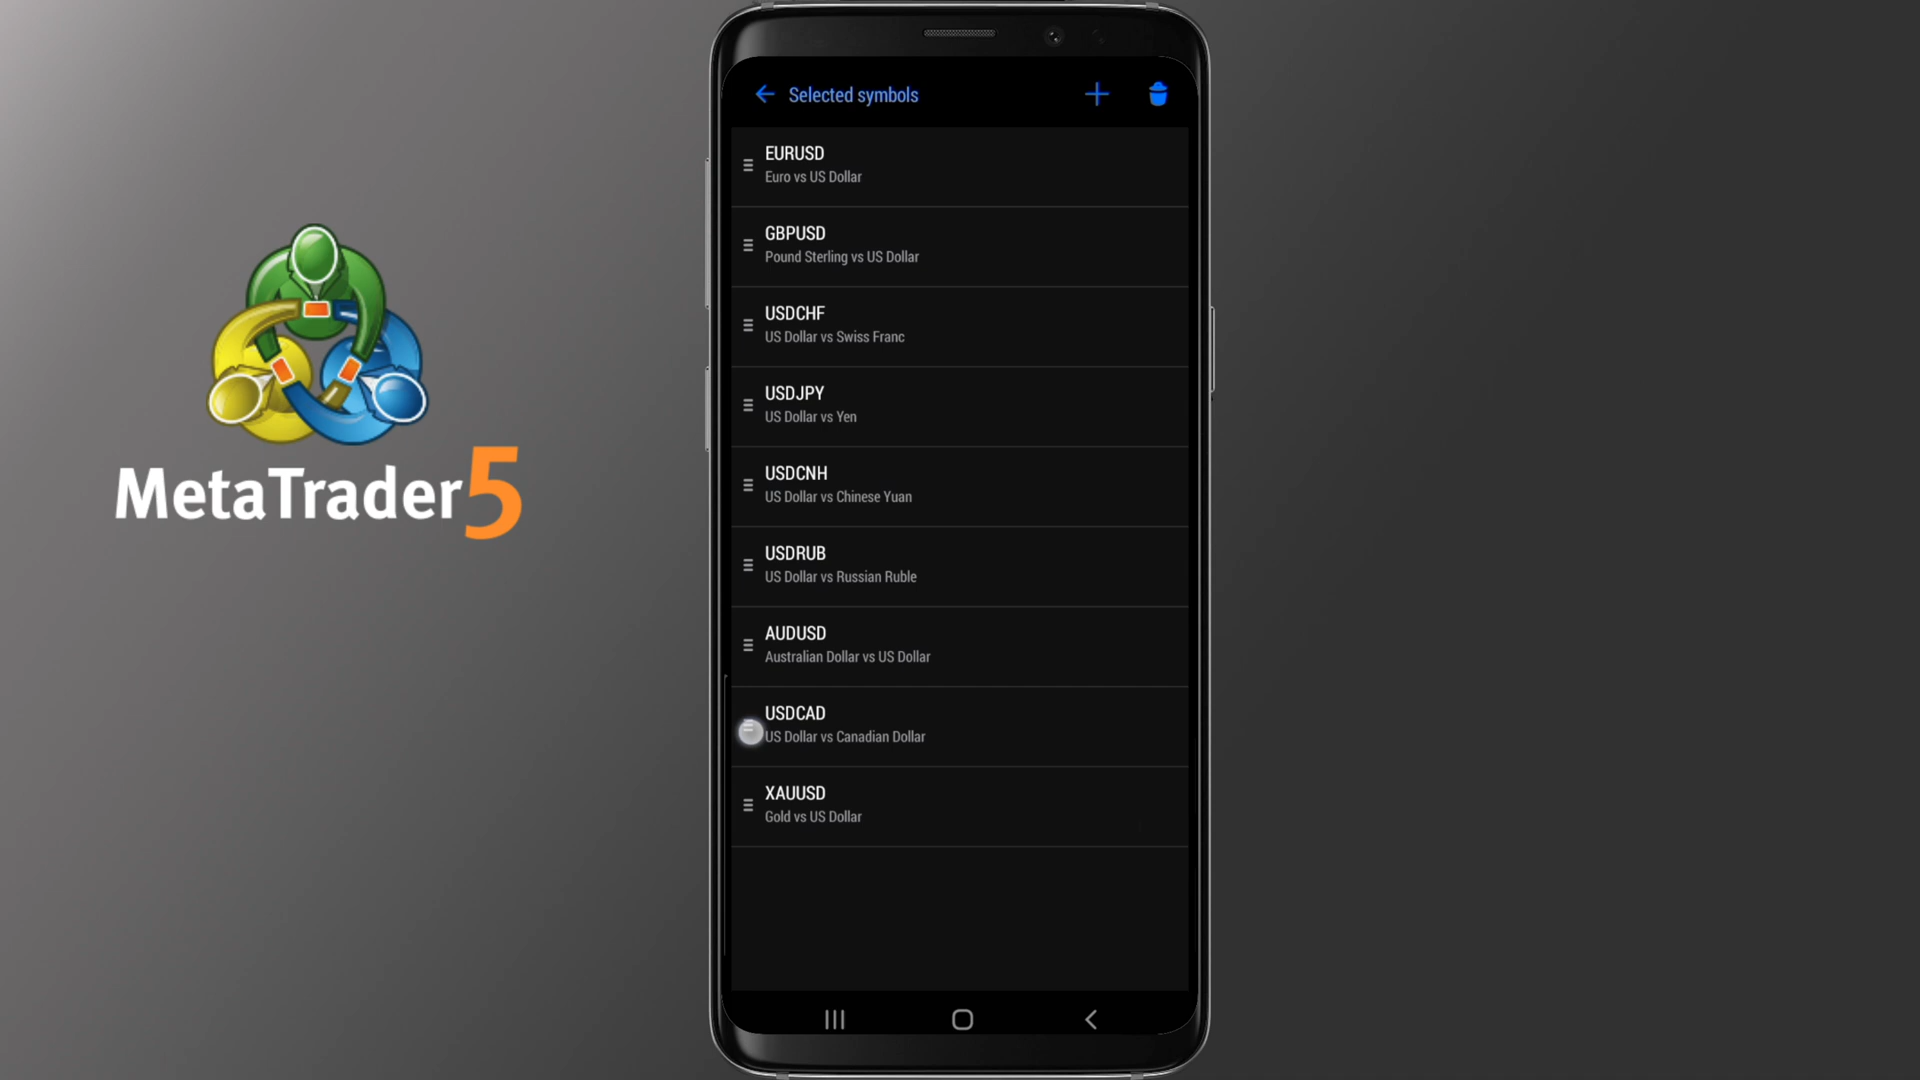 Selected symbols
EURUSD
Euro vs US Dollar
GBPUSD
Pound Sterling vs US Dollar
USDCHF
US Dollar vs Swiss Franc
USDJPY
US Dollar vs Yen
USDCNH
US Dollar vs Chinese Yuan
USDRUB
US Dollar vs Russian Ruble
AUDUSD
Australian Dollar vs US Dollar
USDCAD
US Dollar vs Canadian Dollar
XAUUSD
Gold vs US Dollar
MetaTrader 5